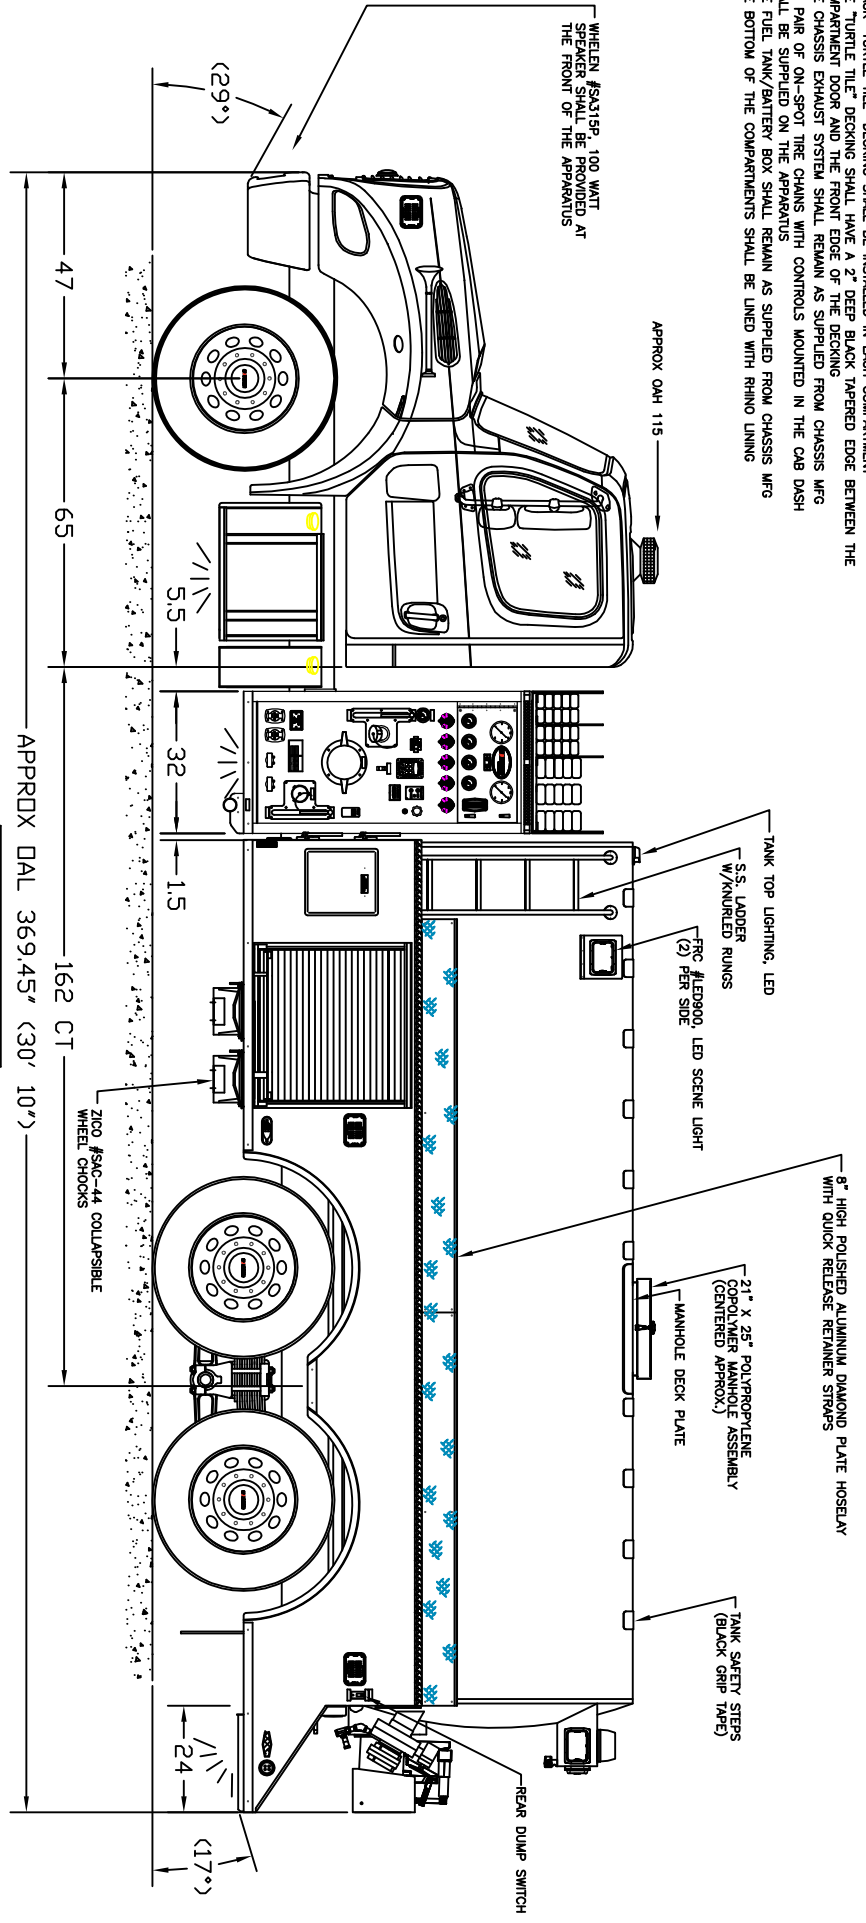 "TURTLE TILE" DECKING SHALL BE INSTALLED IN EACH COMPARTMENT
"TURTLE TILE" DECKING SHALL HAVE A 2" DEEP BLACK TAPERED EDGE BETWEEN THE
COMPARTMENT DOOR AND THE FRONT EDGE OF THE DECKING
CHASSIS EXHAUST SYSTEM SHALL REMAIN AS SUPPLIED FROM CHASSIS MFG
PAIR OF ON-SPOT TIRE CHAINS WITH CONTROLS MOUNTED IN THE CAB DASH
BE SUPPLIED ON THE APPARATUS
FUEL TANK/BATTERY BOX SHALL REMAIN AS SUPPLIED FROM CHASSIS MFG
BOTTOM OF THE COMPARTMENTS SHALL BE LINED WITH RHINO LINING
WHELEN #SA315P, 100 WATT
SPEAKER SHALL BE PROVIDED AT
THE FRONT OF THE APPARATUS
APPROX OAH 115
TANK TOP LIGHTING, LED
S.S. LADDER
W/KNURLED RUNGS
FRC #LED900, LED SCENE LIGHT
(2) PER SIDE
8" HIGH POLISHED ALUMINUM DIAMOND PLATE HOSELAY
WITH QUICK RELEASE RETAINER STRAPS
21" X 25" POLYPROPYLENE
COPOLYMER MANHOLE ASSEMBLY
(CENTERED APPROX.)
MANHOLE DECK PLATE
TANK SAFETY STEPS
(BLACK GRIP TAPE)
REAR DUMP SWITCH
ZICO #SAC-44 COLLAPSIBLE
WHEEL CHOCKS
(29°)
47
65
5.5
32
1.5
162 CT
24
(17°)
APPROX OAL 369.45" (30' 10")